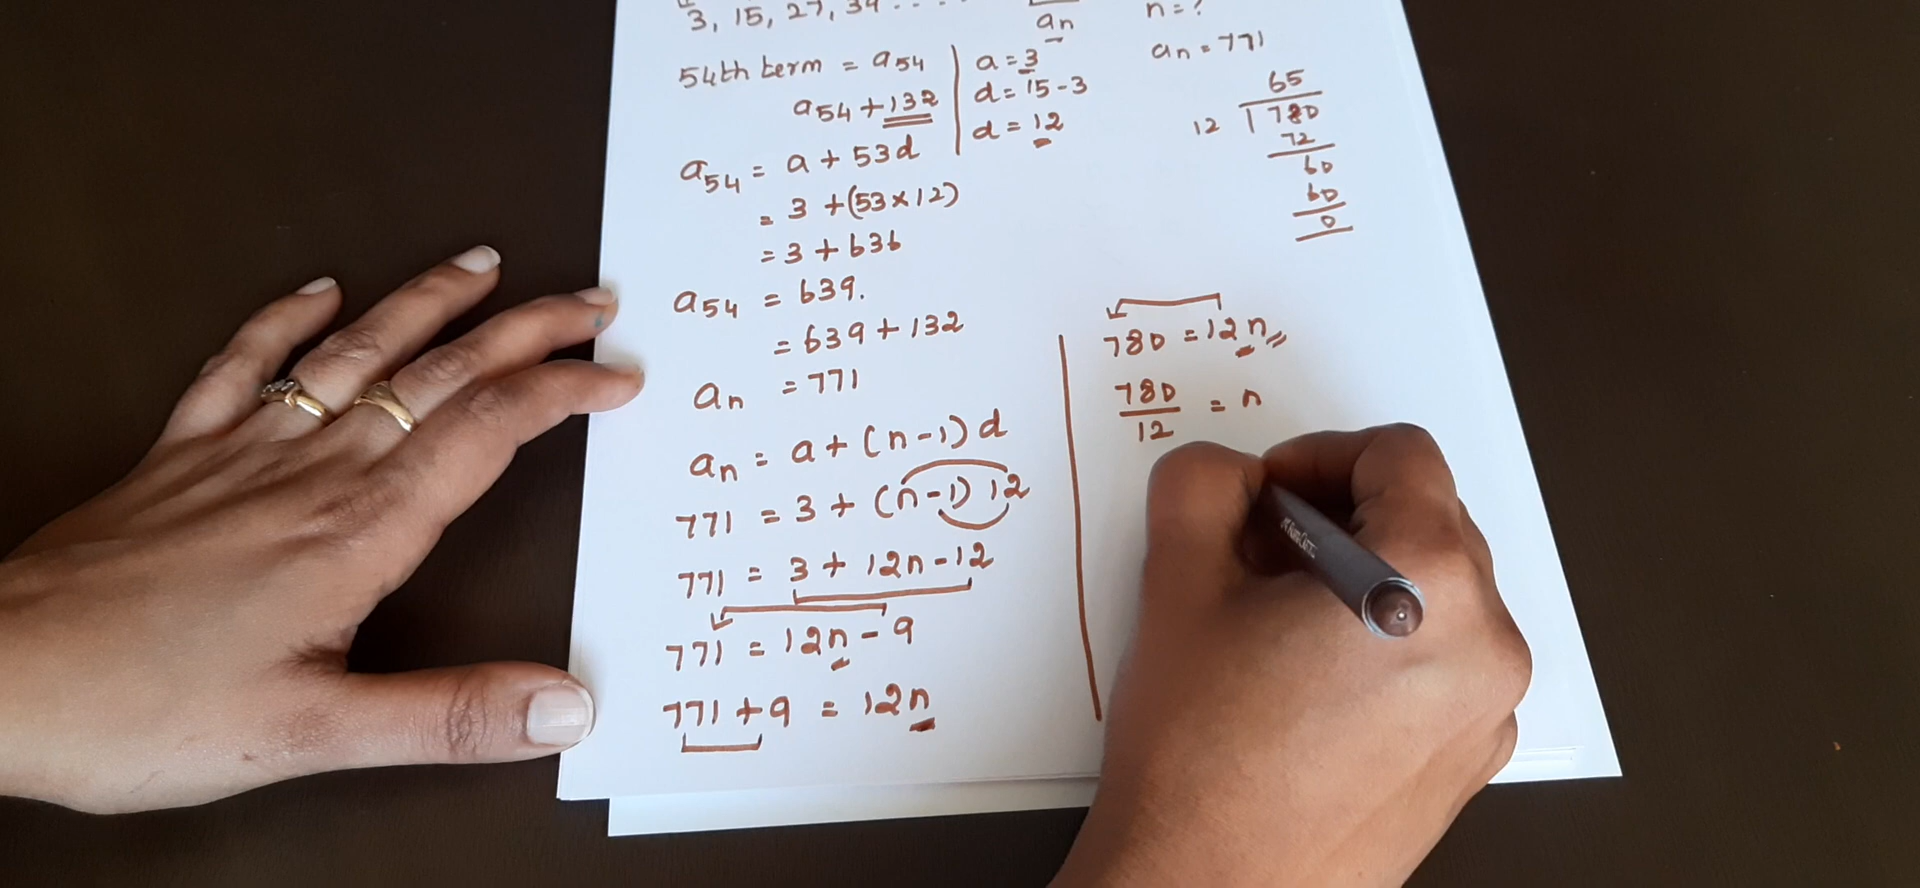 3, 15, 27, 39 . . . .
54th term = a54
a54 + 132
a54 = a + 53d
= 3 + (53 x 12)
= 3 + 636
a54 = 639.
= 639 + 132
an = 771
an = a + (n - 1) d
771 = 3 + (n - 1) 12
771 = 3 + 12n - 12
771 = 12n - 9
771 + 9 = 12n
an
a = 3
d = 15 - 3
d = 12
n = ?
an = 771
65
12 780
72
60
60
0
780 = 12n
780
12
= n